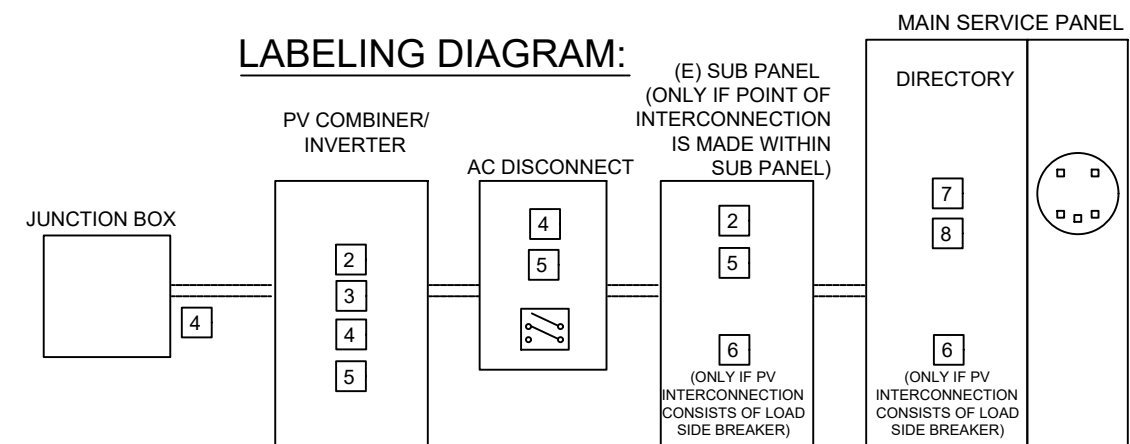 LABELING DIAGRAM:
JUNCTION BOX
4
PV COMBINER/
INVERTER
2
3
4
5
AC DISCONNECT
4
5
(E) SUB PANEL
(ONLY IF POINT OF
INTERCONNECTION
IS MADE WITHIN
SUB PANEL)
2
5
6
(ONLY IF PV
INTERCONNECTION
CONSISTS OF LOAD
SIDE BREAKER)
MAIN SERVICE PANEL
DIRECTORY
7
8
6
(ONLY IF PV
INTERCONNECTION
CONSISTS OF LOAD
SIDE BREAKER)